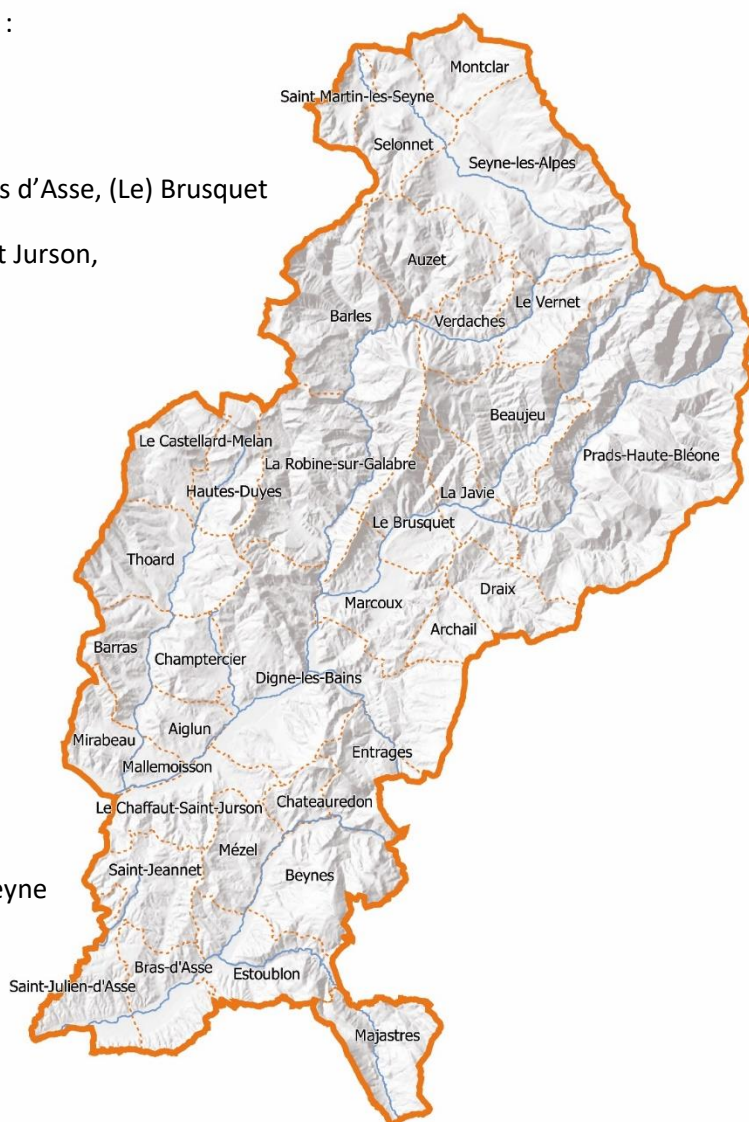 :
Montclar
Saint Martin-les-Seyne
Selonnet
Seyne-les-Alpes
s d’Asse, (Le) Brusquet
t Jurson,
Auzet
Le Vernet
Barles
Verdaches
Beaujeu
Le Castellard-Melan
Prads-Haute-Bléone
La Robine-sur-Galabre
Hautes-Duyes
La Javie
Le Brusquet
Thoard
Draix
Marcoux
Archail
Barras
Champtercier
Digne-les-Bains
Aiglun
Mirabeau
Entrages
Mallemoisson
Chateauredon
Le Chaffaut-Saint-Jurson
Mézel
Saint-Jeannet
Beynes
eyne
Bras-d'Asse
Estoublon
Saint-Julien-d'Asse
Majastres